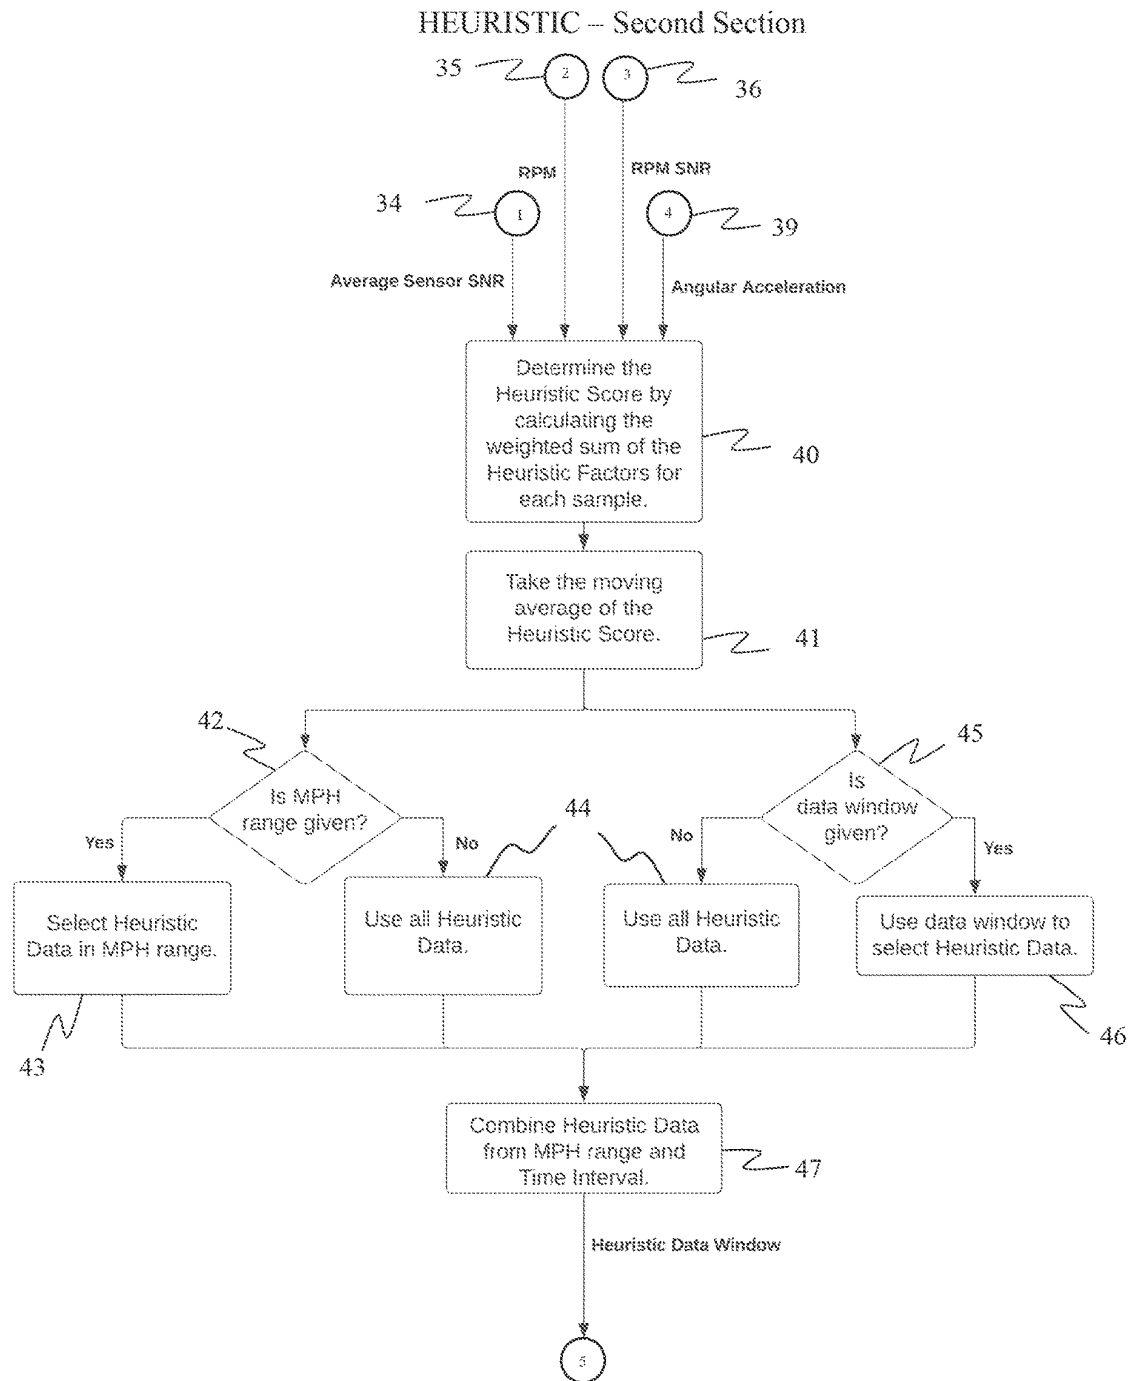 HEURISTIC – Second Section
35
2
3
36
RPM
RPM SNR
34
1
4
39
Average Sensor SNR
Angular Acceleration
Determine the
Heuristic Score by
calculating the
weighted sum of the
Heuristic Factors for
each sample.
40
Take the moving
average of the
Heuristic Score.
41
42
45
Is MPH
range given?
Is
data window
given?
44
Yes
No
No
Yes
Select Heuristic
Data in MPH range.
Use all Heuristic
Data.
Use all Heuristic
Data.
Use data window to
select Heuristic Data.
43
46
Combine Heuristic Data
from MPH range and
Time Interval.
47
Heuristic Data Window
5